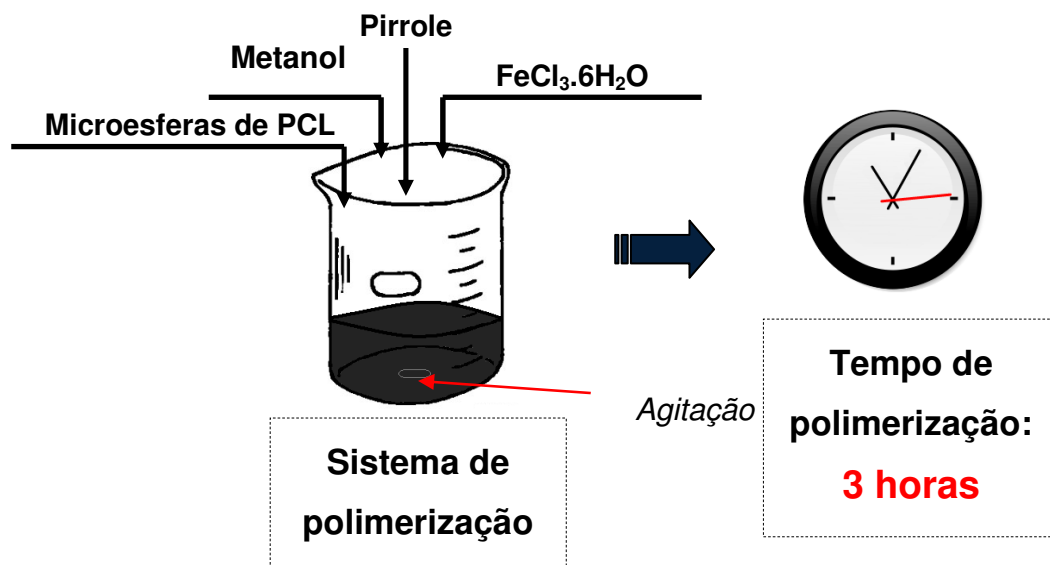 Pirrole
Metanol
FeCl₃.6H₂O
Microesferas de PCL
Agitação
Sistema de
polimerização
Tempo de
polimerização:
3 horas